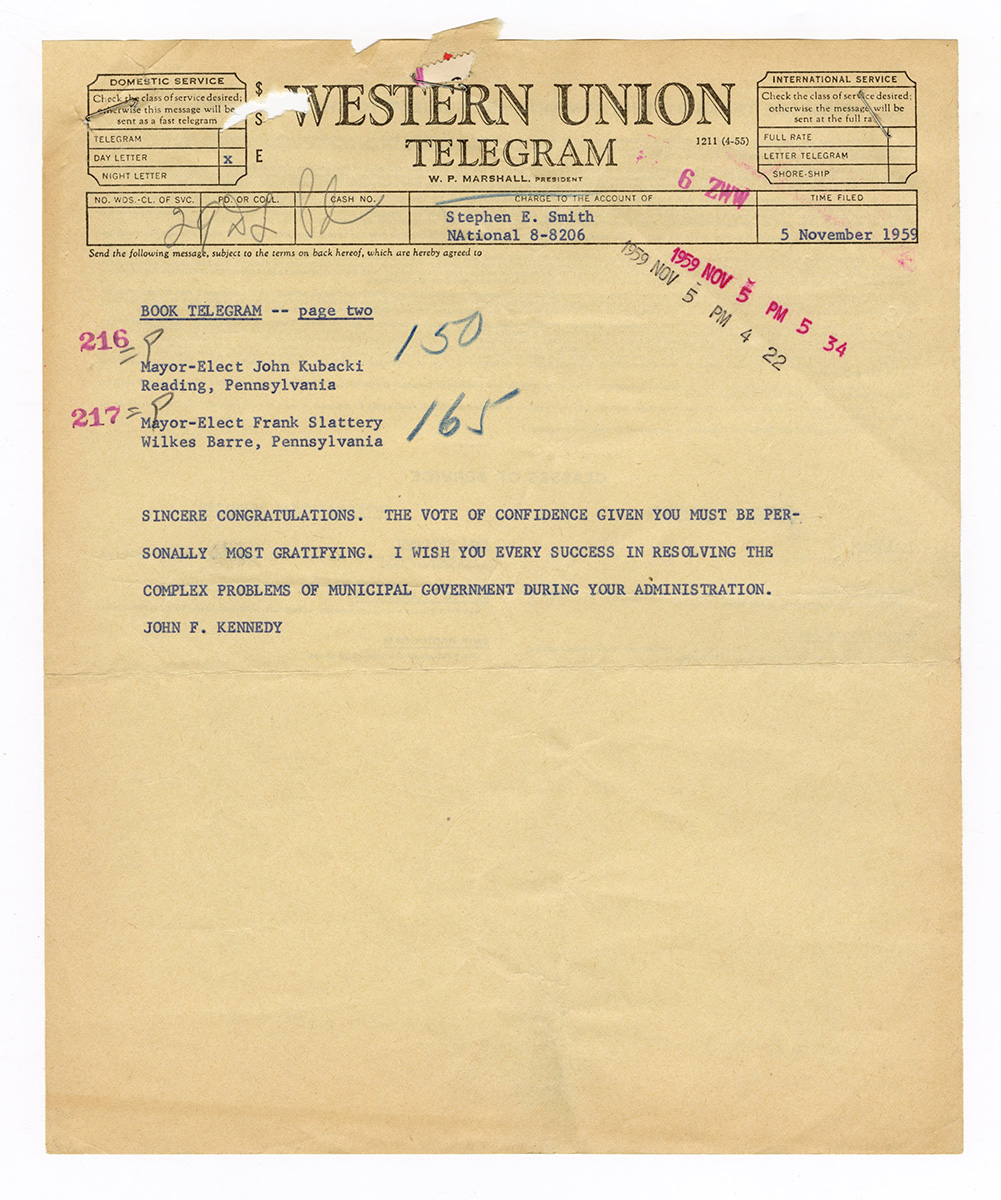 DOMESTIC SERVICE
Check the class of service desired;
otherwise this message will be
sent as a fast telegram
TELEGRAM
DAY LETTER x
NIGHT LETTER
$
S
E
WESTERN UNION
TELEGRAM
1211 (4-55)
W. P. MARSHALL, PRESIDENT
INTERNATIONAL SERVICE
Check the class of service desired;
otherwise the message will be
sent at the full ra
FULL RATE
LETTER TELEGRAM
SHORE-SHIP
6 ZWW
NO. WDS.-CL. OF SVC. PD. OR COLL. CASH NO. CHARGE TO THE ACCOUNT OF TIME FILED
29 DL Pd
Stephen E. Smith
NAtional 8-8206 5 November 1959
Send the following message, subject to the terms on back hereof, which are hereby agreed to
1959 NOV 5 PM 4 22
1959 NOV 5 PM 5 34
BOOK TELEGRAM -- page two
216 = P 150
Mayor-Elect John Kubacki
Reading, Pennsylvania
217 = P 165
Mayor-Elect Frank Slattery
Wilkes Barre, Pennsylvania
SINCERE CONGRATULATIONS. THE VOTE OF CONFIDENCE GIVEN YOU MUST BE PER-
SONALLY MOST GRATIFYING. I WISH YOU EVERY SUCCESS IN RESOLVING THE
COMPLEX PROBLEMS OF MUNICIPAL GOVERNMENT DURING YOUR ADMINISTRATION.
JOHN F. KENNEDY